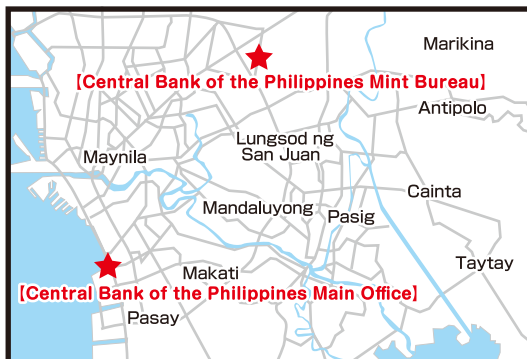 Marikina
【Central Bank of the Philippines Mint Bureau】
Antipolo
Lungsod ng
San Juan
Maynila
Cainta
Mandaluyong
Pasig
Taytay
Makati
【Central Bank of the Philippines Main Office】
Pasay